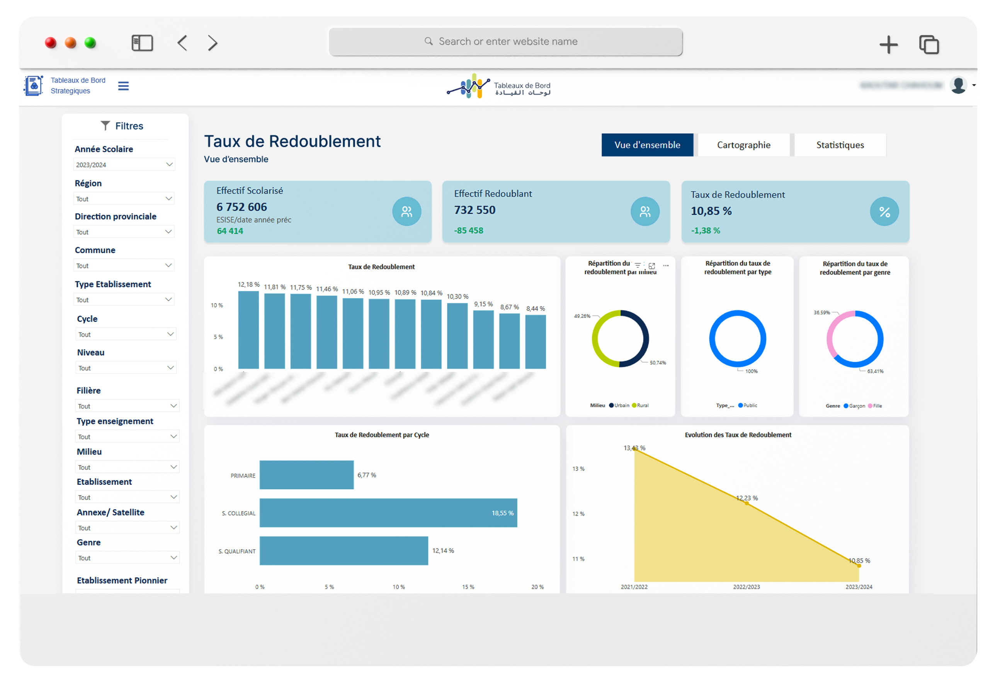 Search or enter website name
Tableaux de Bord
Strategiques
Tableaux de Bord
لوحات القيادة
Filtres
Année Scolaire
2023/2024
Région
Tout
Direction provinciale
Tout
Commune
Tout
Type Etablissement
Tout
Cycle
Tout
Niveau
Tout
Filière
Tout
Type enseignement
Tout
Milieu
Tout
Etablissement
Tout
Annexe/ Satellite
Tout
Genre
Tout
Etablissement Pionnier
Taux de Redoublement
Vue d'ensemble
Vue d'ensemble
Cartographie
Statistiques
Effectif Scolarisé
6 752 606
ESISE/date année préc
64 414
Effectif Redoublant
732 550
-85 458
Taux de Redoublement
10,85 %
-1,38 %
Taux de Redoublement
12,18 % 11,81 % 11,75 % 11,46 % 11,06 % 10,95 % 10,89 % 10,84 % 10,30 % 9,15 % 8,67 % 8,44 %
10 %
5 %
0 %
Répartition du
redoublement par milieu
49,26%
50,74%
Milieu Urbain Rural
Répartition du taux de
redoublement par type
100%
Type_... Public
Répartition du taux de
redoublement par genre
36,59%
63,41%
Genre Garçon Fille
Taux de Redoublement par Cycle
PRIMAIRE 6,77 %
S. COLLEGIAL 18,55 %
S. QUALIFIANT 12,14 %
0 % 5 % 10 % 15 % 20 %
Evolution des Taux de Redoublement
13,43 %
13 %
12,23 %
12 %
11 %
10,85 %
2021/2022 2022/2023 2023/2024